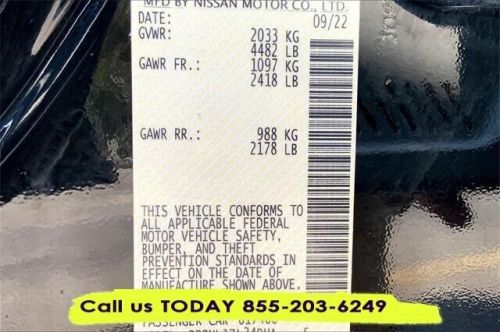 MFD BY NISSAN MOTOR CO., LTD.
DATE: 09/22
GVWR: 2033 KG
4482 LB
GAWR FR.: 1097 KG
2418 LB
GAWR RR.: 988 KG
2178 LB
THIS VEHICLE CONFORMS TO
ALL APPLICABLE FEDERAL
MOTOR VEHICLE SAFETY,
BUMPER, AND THEFT
PREVENTION STANDARDS IN
EFFECT ON THE DATE OF
MANUFACTURE SHOWN ABOVE.
Call us TODAY 855-203-6249
PASSENGER CAR